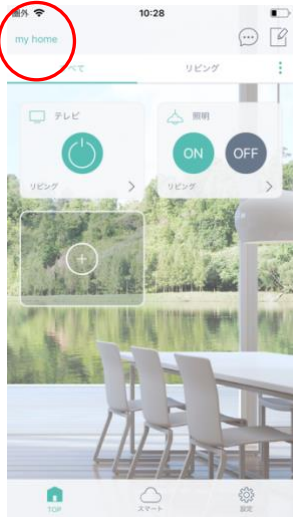 圏外 10:28
my home
すべて リビング
テレビ 照明
ON OFF
リビング リビング
TOP スマート 設定